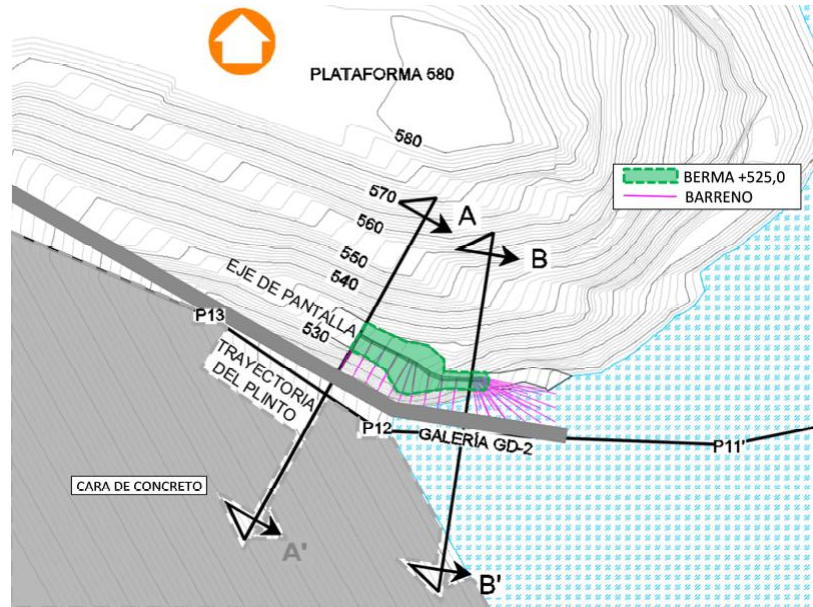 PLATAFORMA 580
580
BERMA +525,0
BARRENO
570
A
560
B
550
540
EJE DE PANTALLA
530
P13
TRAYECTORIA
DEL PLINTO
P12
GALERÍA GD-2
P11'
CARA DE CONCRETO
A'
B'